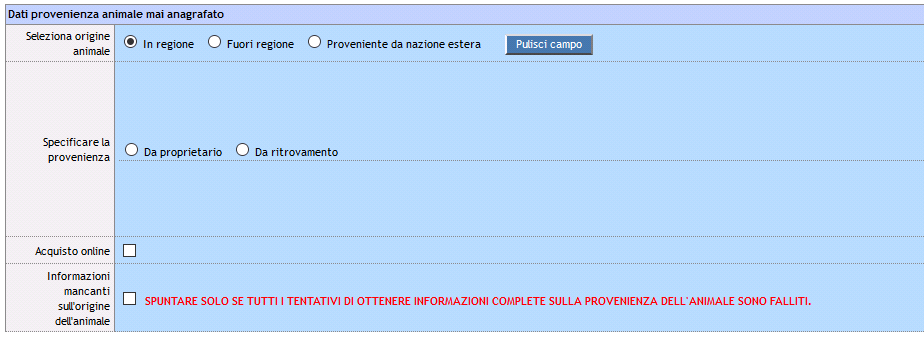 Dati provenienza animale mai anagrafato
Seleziona origine
animale
In regione Fuori regione Proveniente da nazione estera Pulisci campo
Specificare la
provenienza
Da proprietario Da ritrovamento
Acquisto online
Informazioni
mancanti
sull'origine
dell'animale
SPUNTARE SOLO SE TUTTI I TENTATIVI DI OTTENERE INFORMAZIONI COMPLETE SULLA PROVENIENZA DELL'ANIMALE SONO FALLITI.